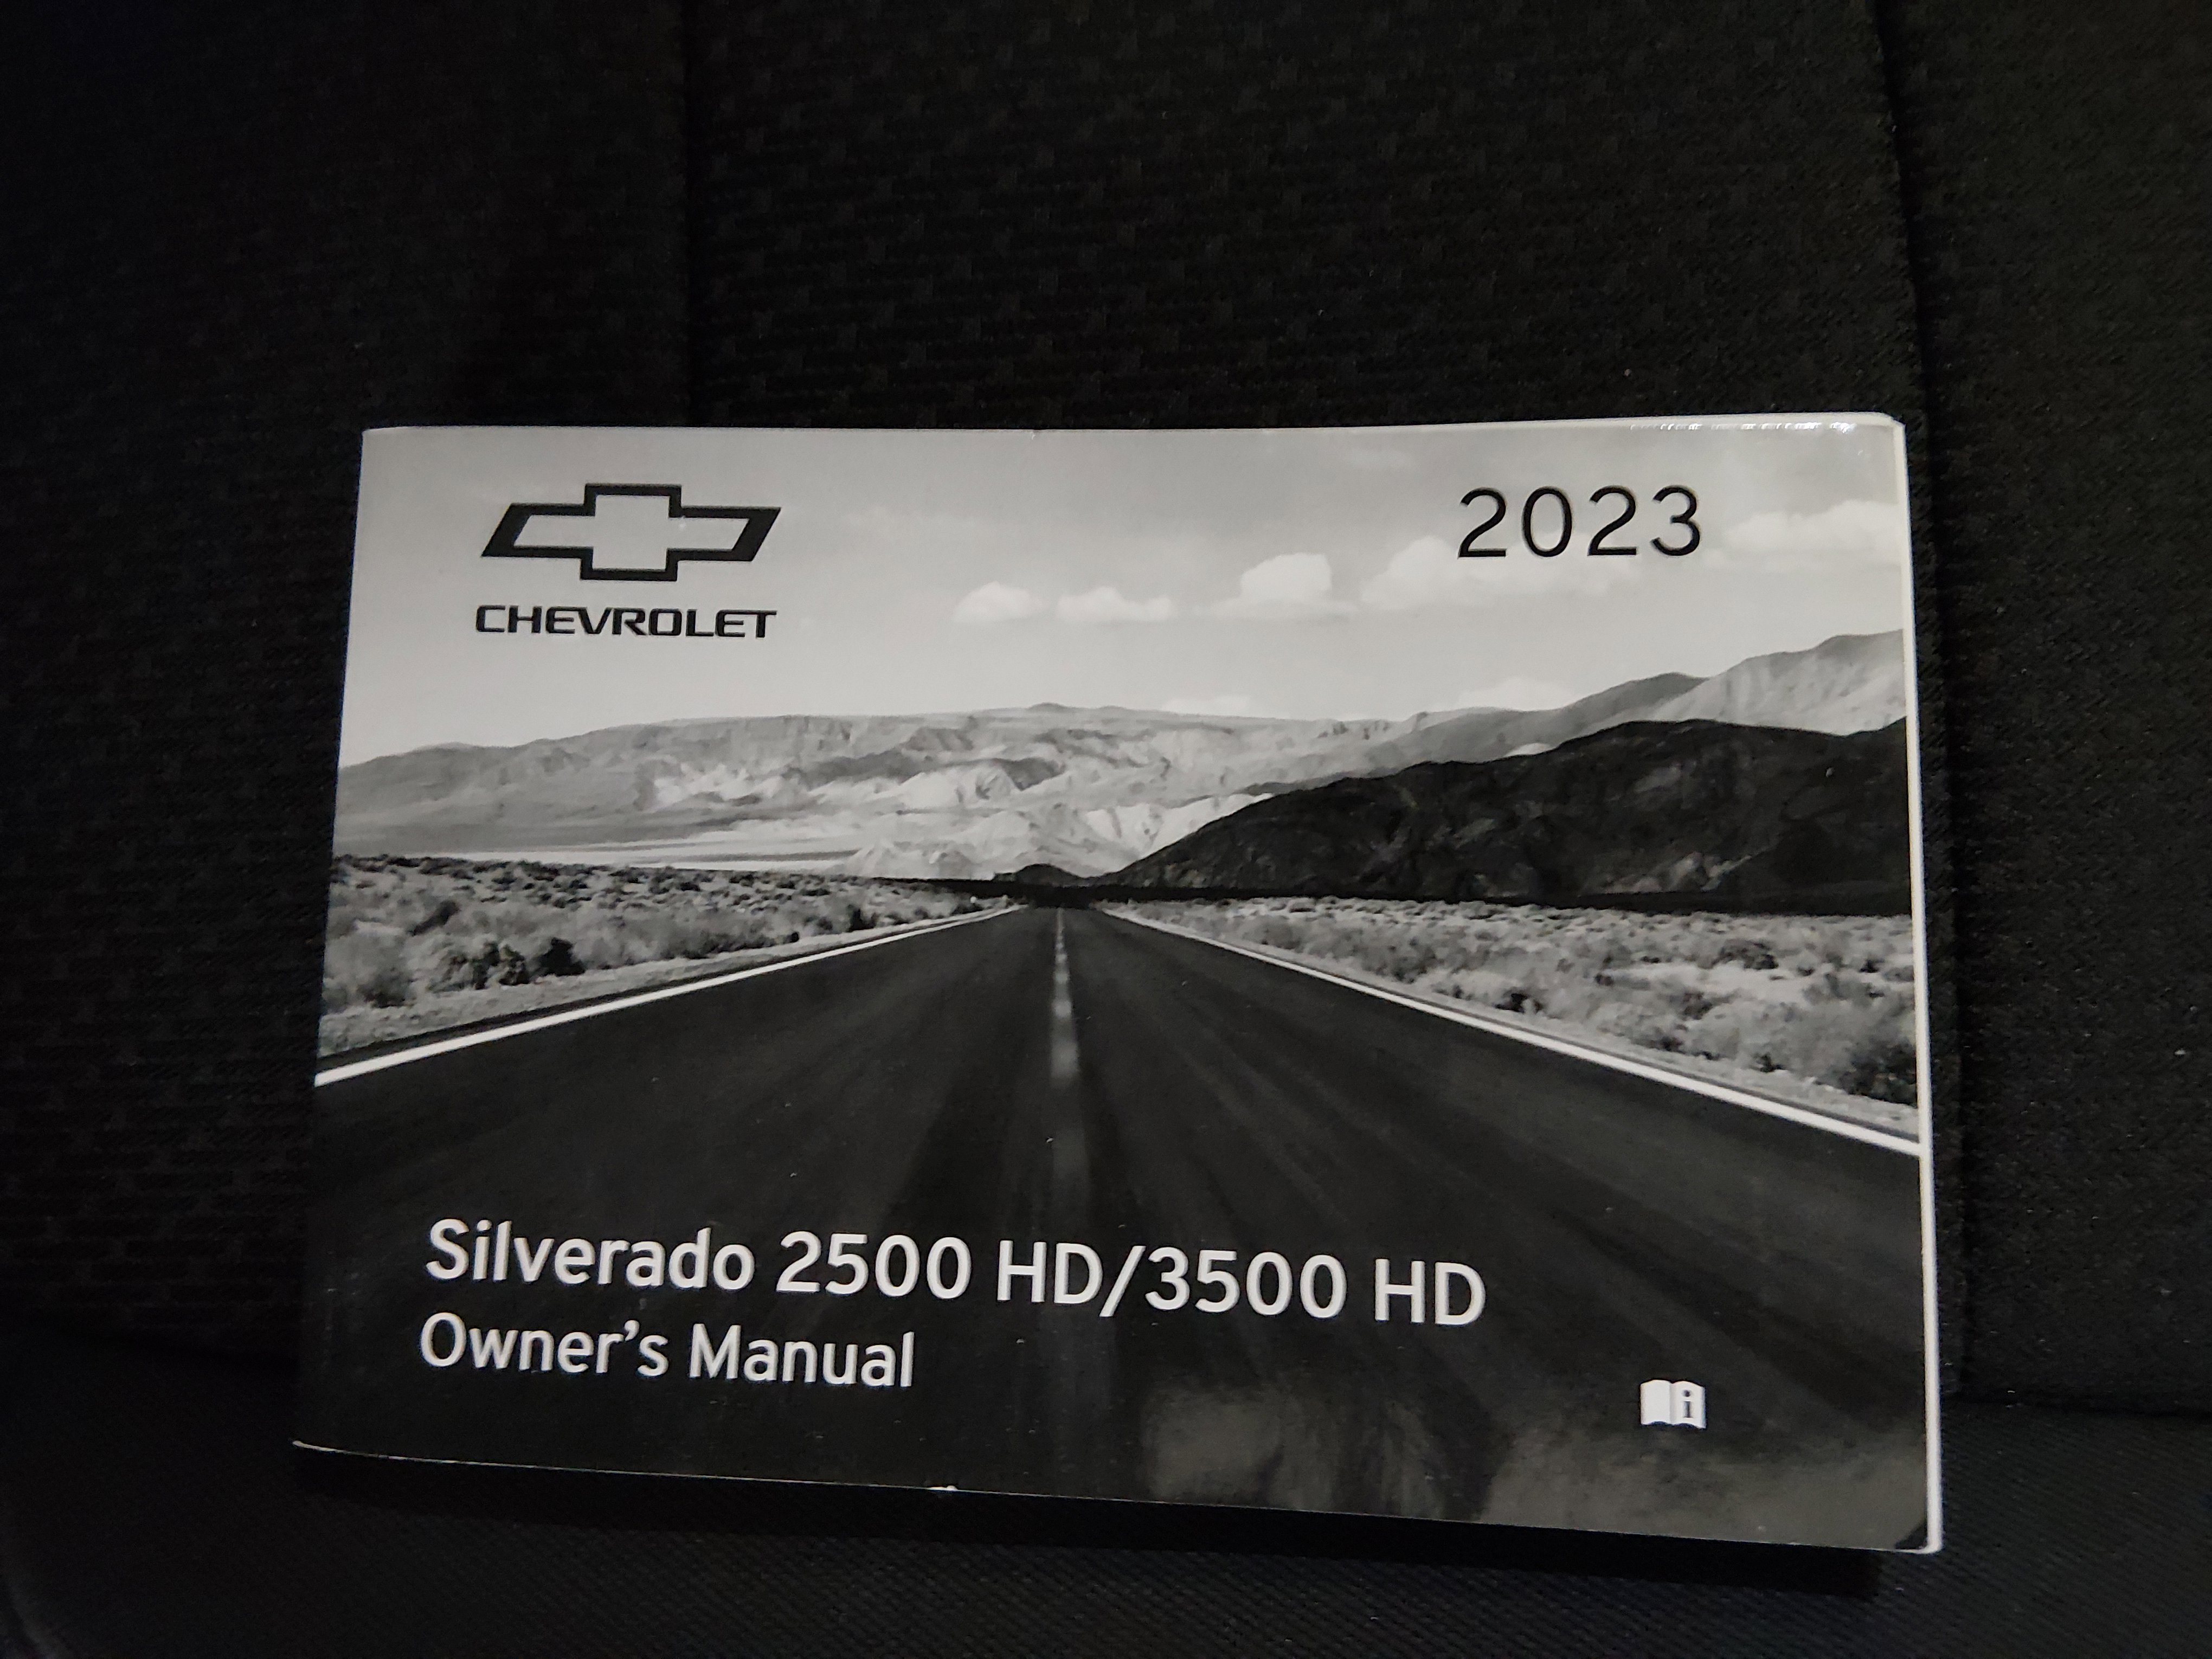 CHEVROLET
2023
Silverado 2500 HD/3500 HD
Owner's Manual
i